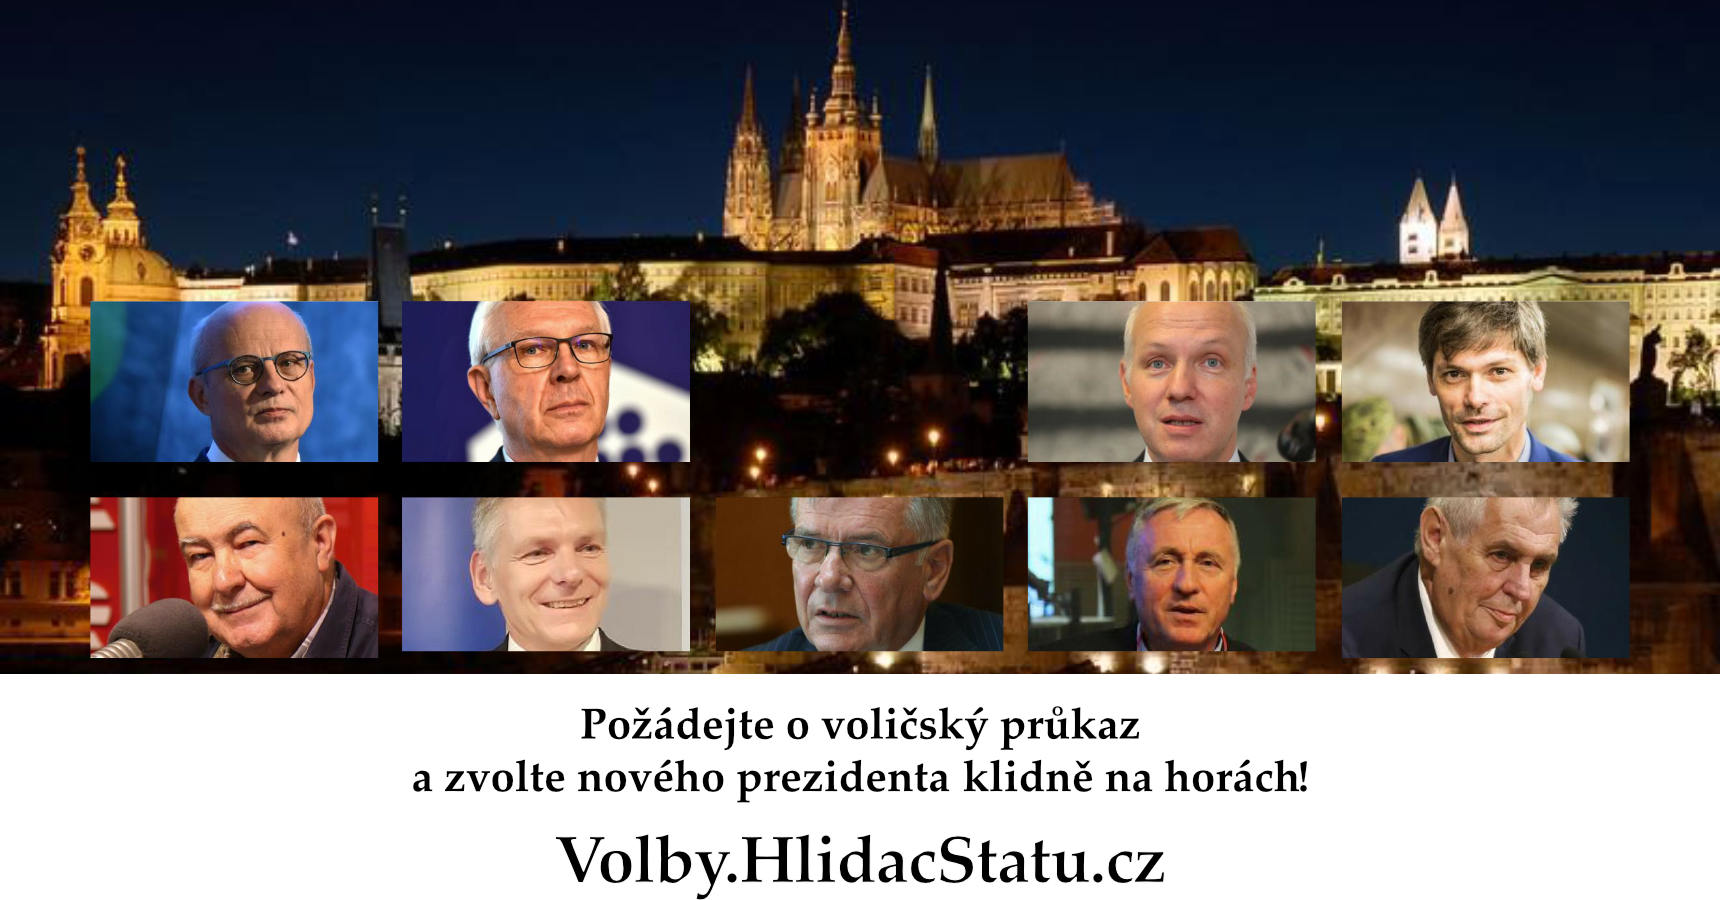 Požádejte o voličský průkaz
a zvolte nového prezidenta klidně na horách!
Volby.HlidacStatu.cz